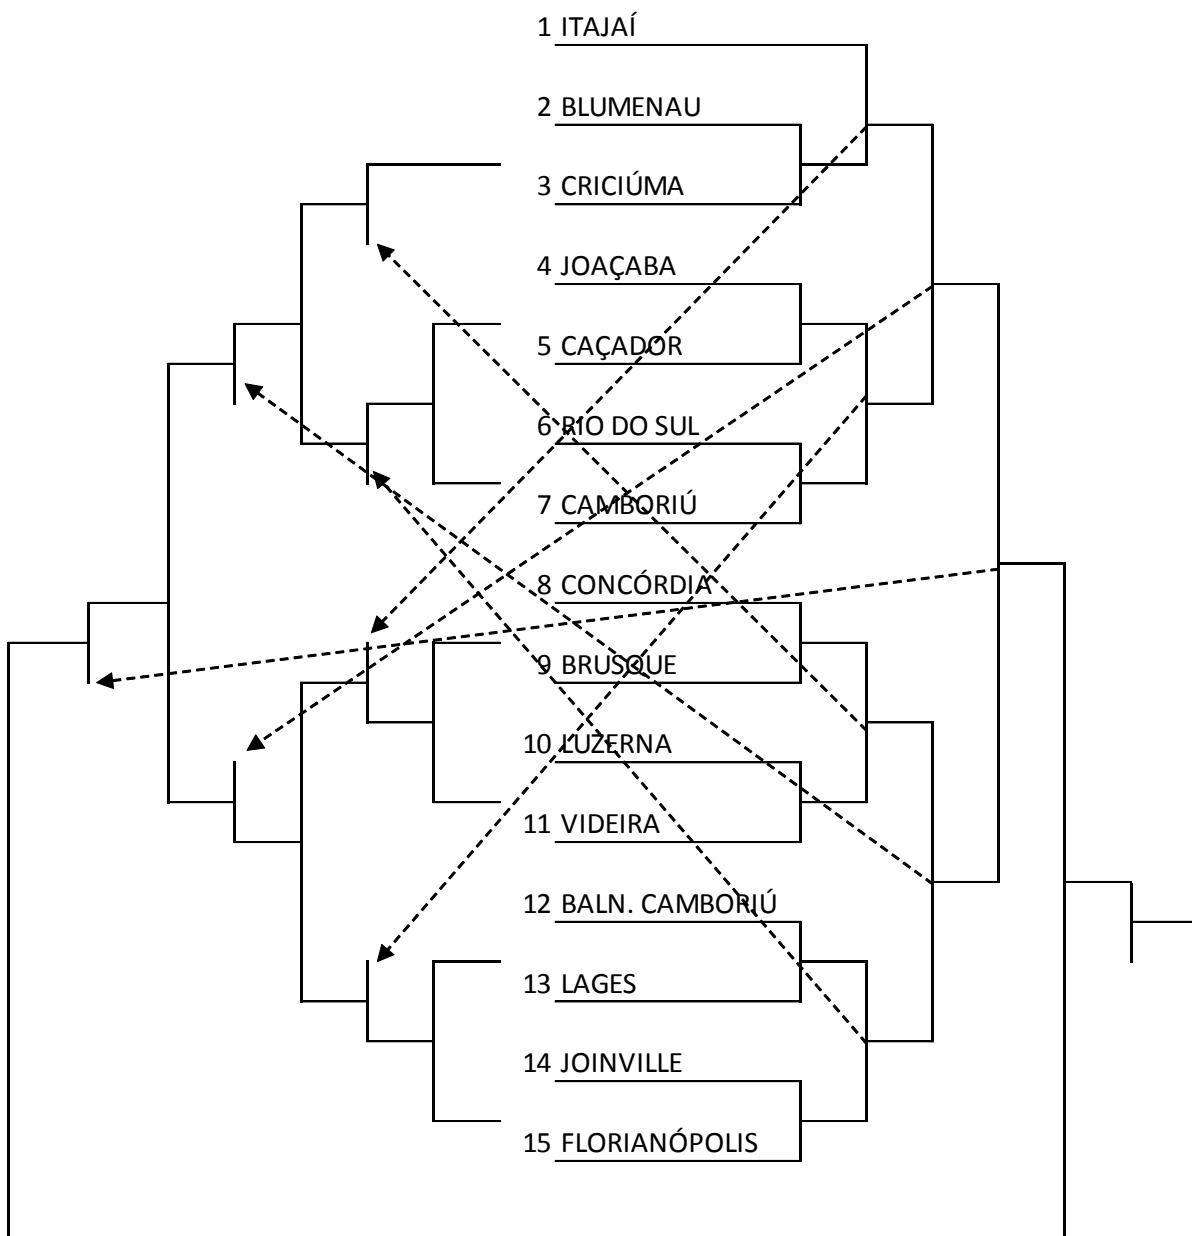 1 ITAJAÍ
2 BLUMENAU
3 CRICIÚMA
4 JOAÇABA
5 CAÇADOR
6 RIO DO SUL
7 CAMBORIÚ
8 CONCÓRDIA
9 BRUSQUE
10 LUZERNA
11 VIDEIRA
12 BALN. CAMBORIÚ
13 LAGES
14 JOINVILLE
15 FLORIANÓPOLIS